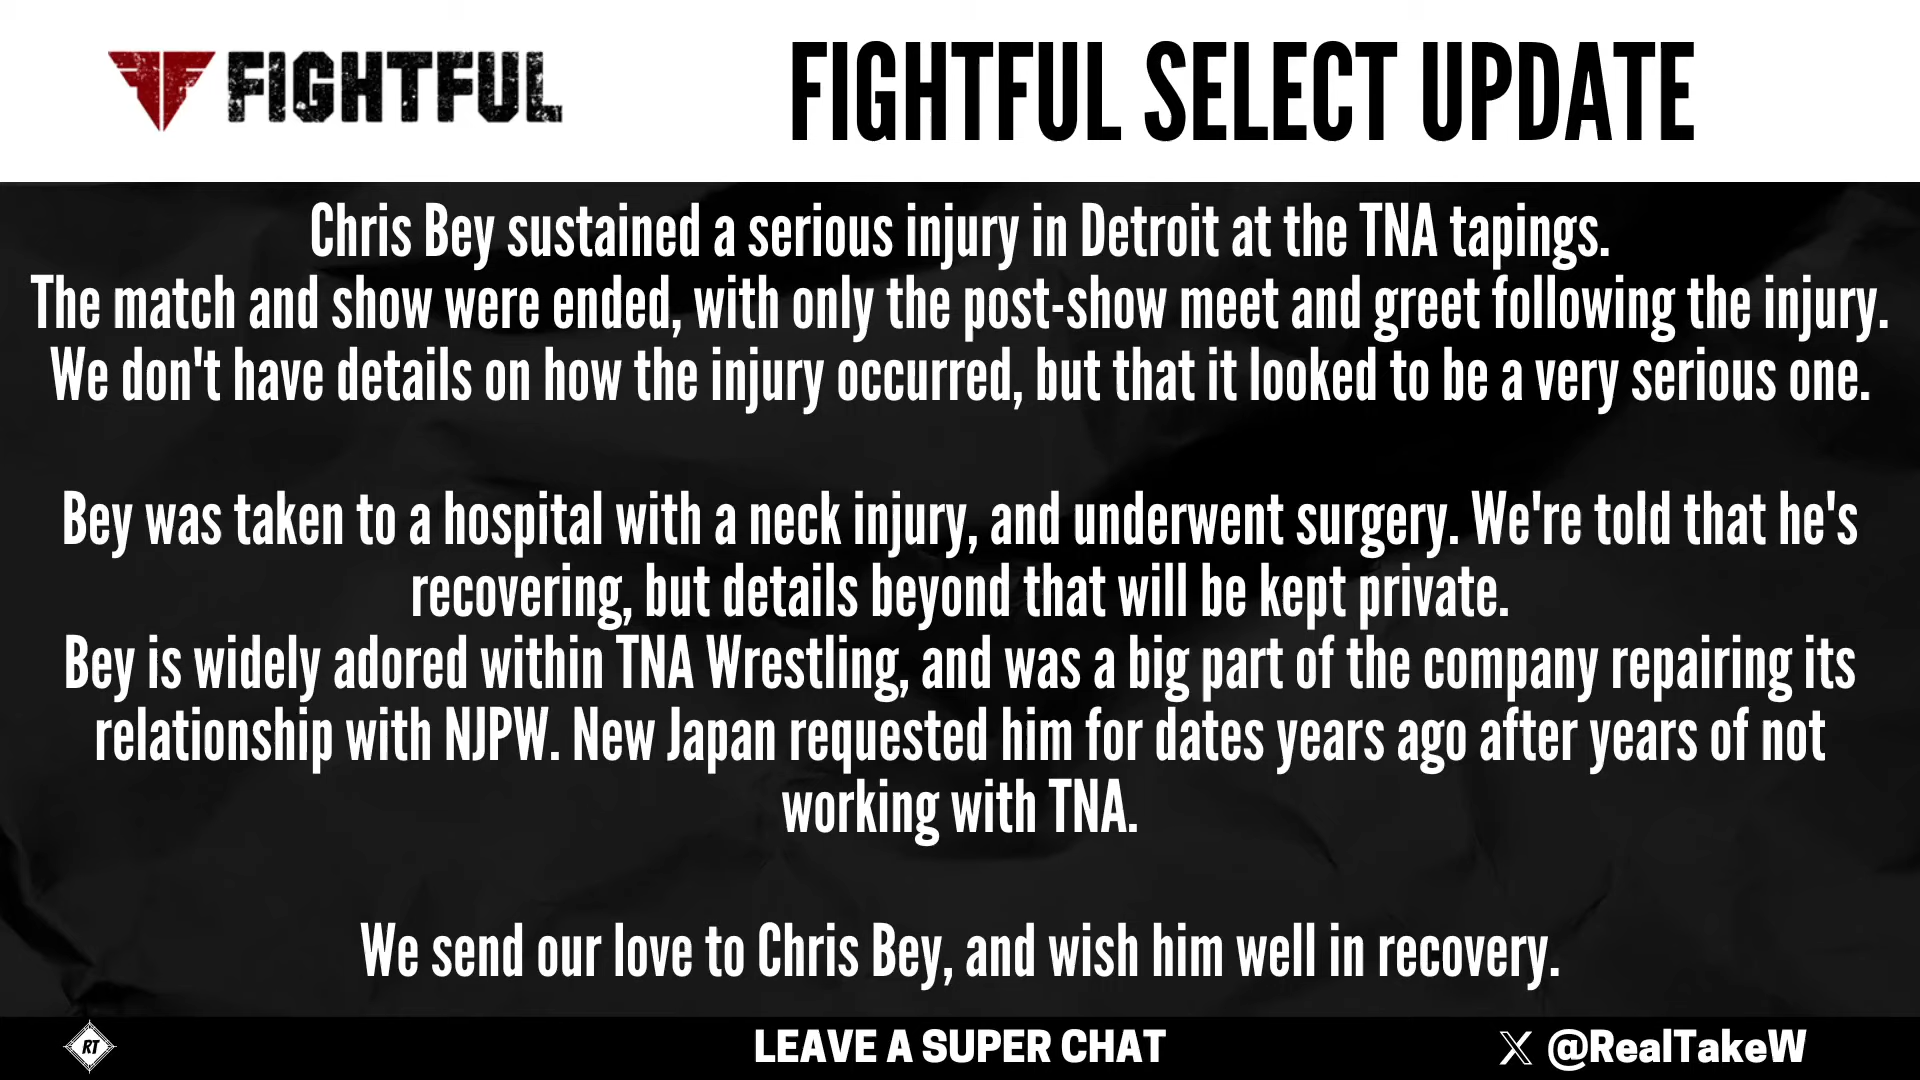 FIGHTFUL
FIGHTFUL SELECT UPDATE
Chris Bey sustained a serious injury in Detroit at the TNA tapings.
The match and show were ended, with only the post-show meet and greet following the injury.
We don't have details on how the injury occurred, but that it looked to be a very serious one.
Bey was taken to a hospital with a neck injury, and underwent surgery. We're told that he's
recovering, but details beyond that will be kept private.
Bey is widely adored within TNA Wrestling, and was a big part of the company repairing its
relationship with NJPW. New Japan requested him for dates years ago after years of not
working with TNA.
We send our love to Chris Bey, and wish him well in recovery.
RT
LEAVE A SUPER CHAT
X @RealTakeW